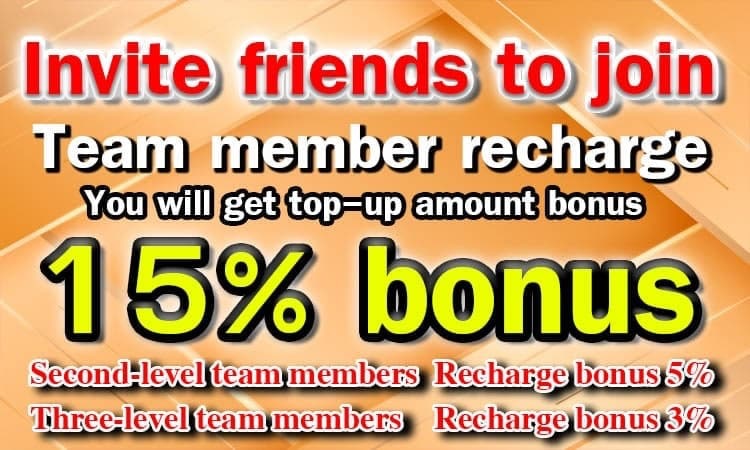 Invite friends to join
Team member recharge
You will get top-up amount bonus
15% bonus
Second-level team members Recharge bonus 5%
Three-level team members Recharge bonus 3%